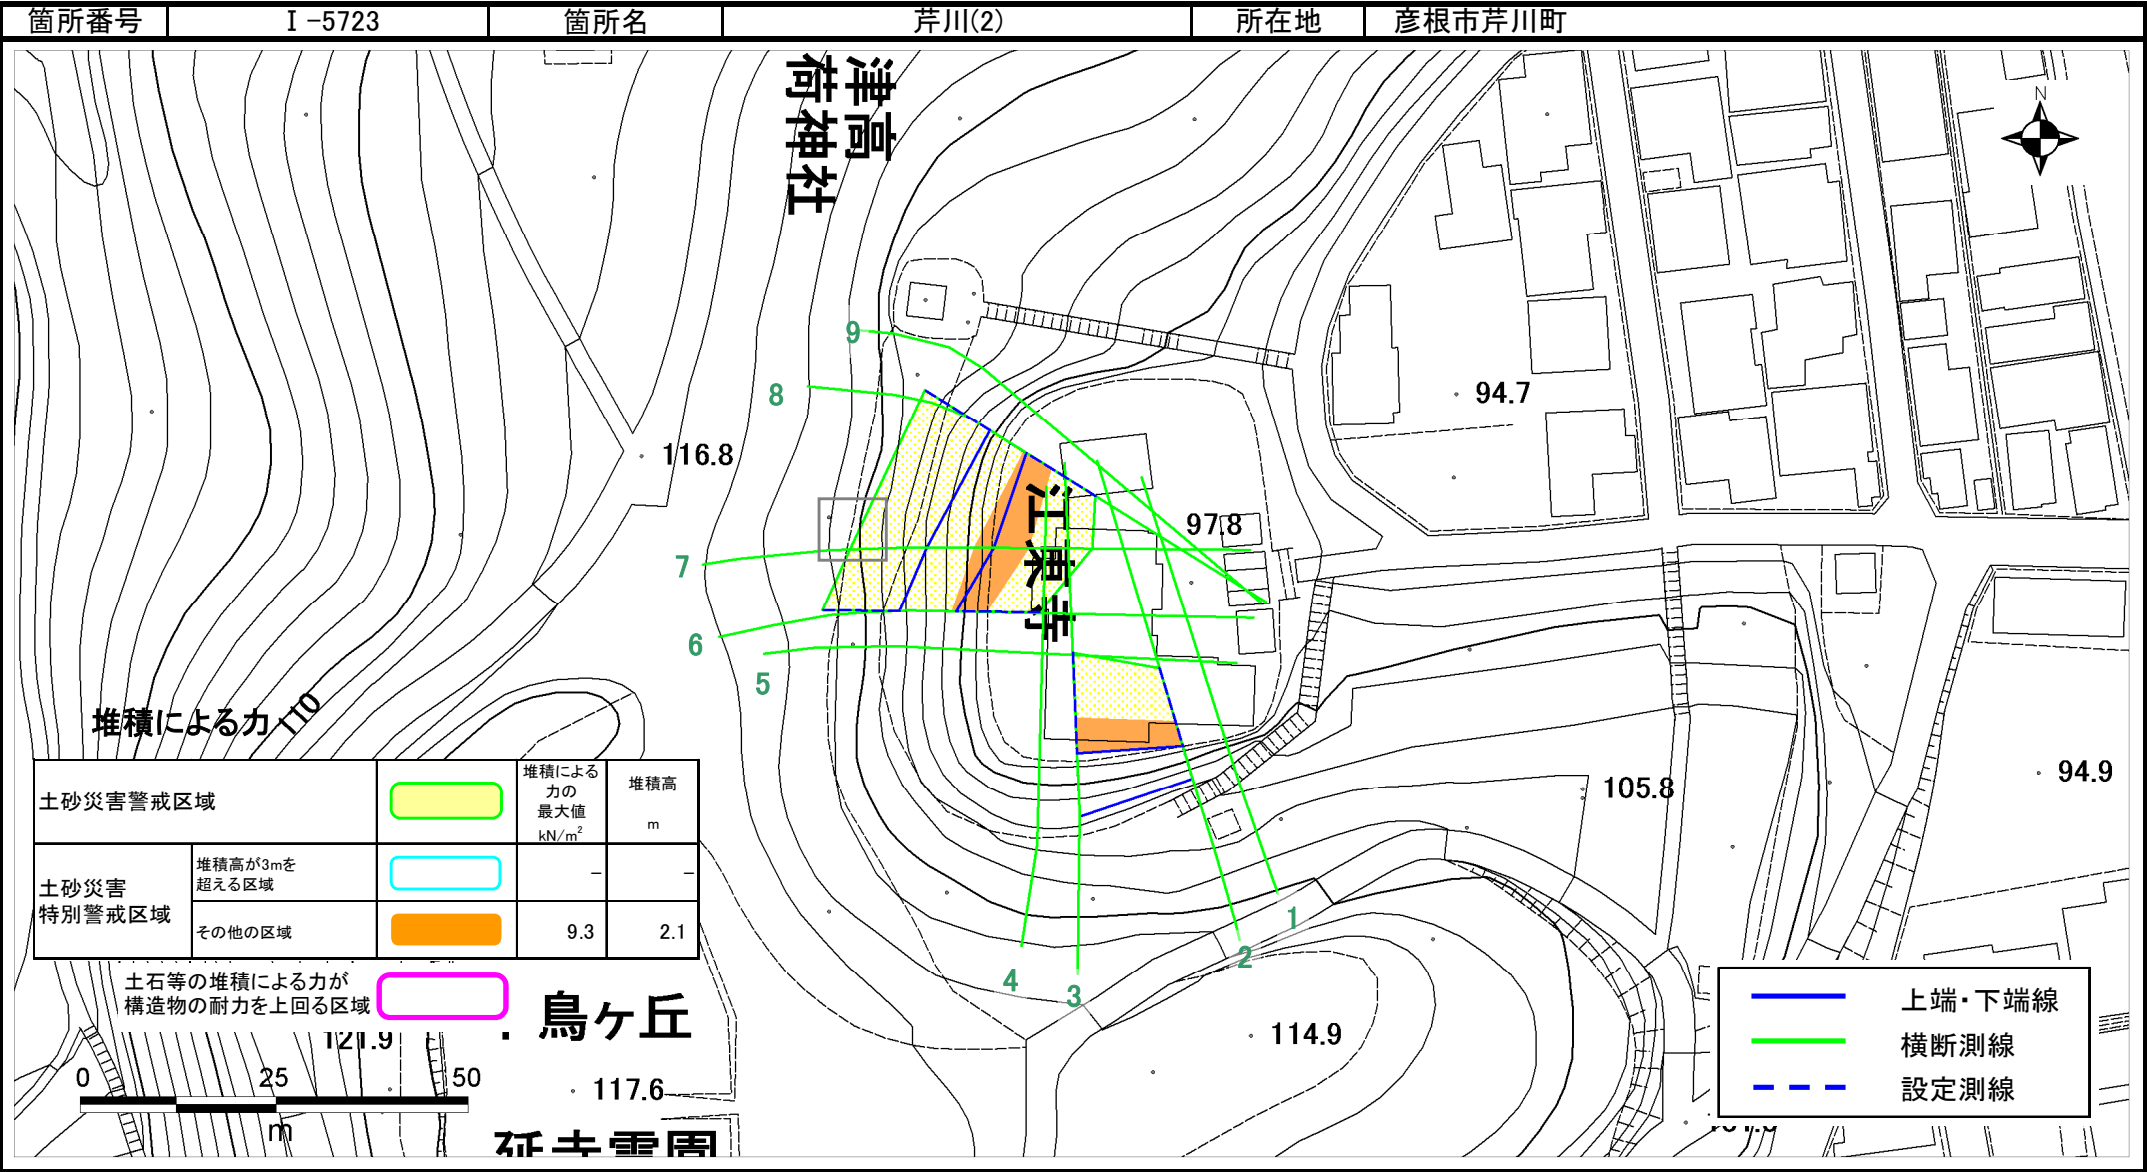 箇所番号 Ⅰ-5723 箇所名 芹川(2) 所在地 彦根市芹川町
津高
荷神社
N
9
8
94.7
116.8
江東寺
97.8
7
6
5
110
堆積による力
土砂災害警戒区域
堆積による
力の
最大値
kN/m²
堆積高
m
土砂災害
特別警戒区域
堆積高が3mを
超える区域
－ －
その他の区域
9.3 2.1
土石等の堆積による力が
構造物の耐力を上回る区域
105.8
94.9
1
2
4
3
鳥ケ丘
121.9
114.9
117.6
0 25 50
m
延寺霊園
上端・下端線
横断測線
設定測線